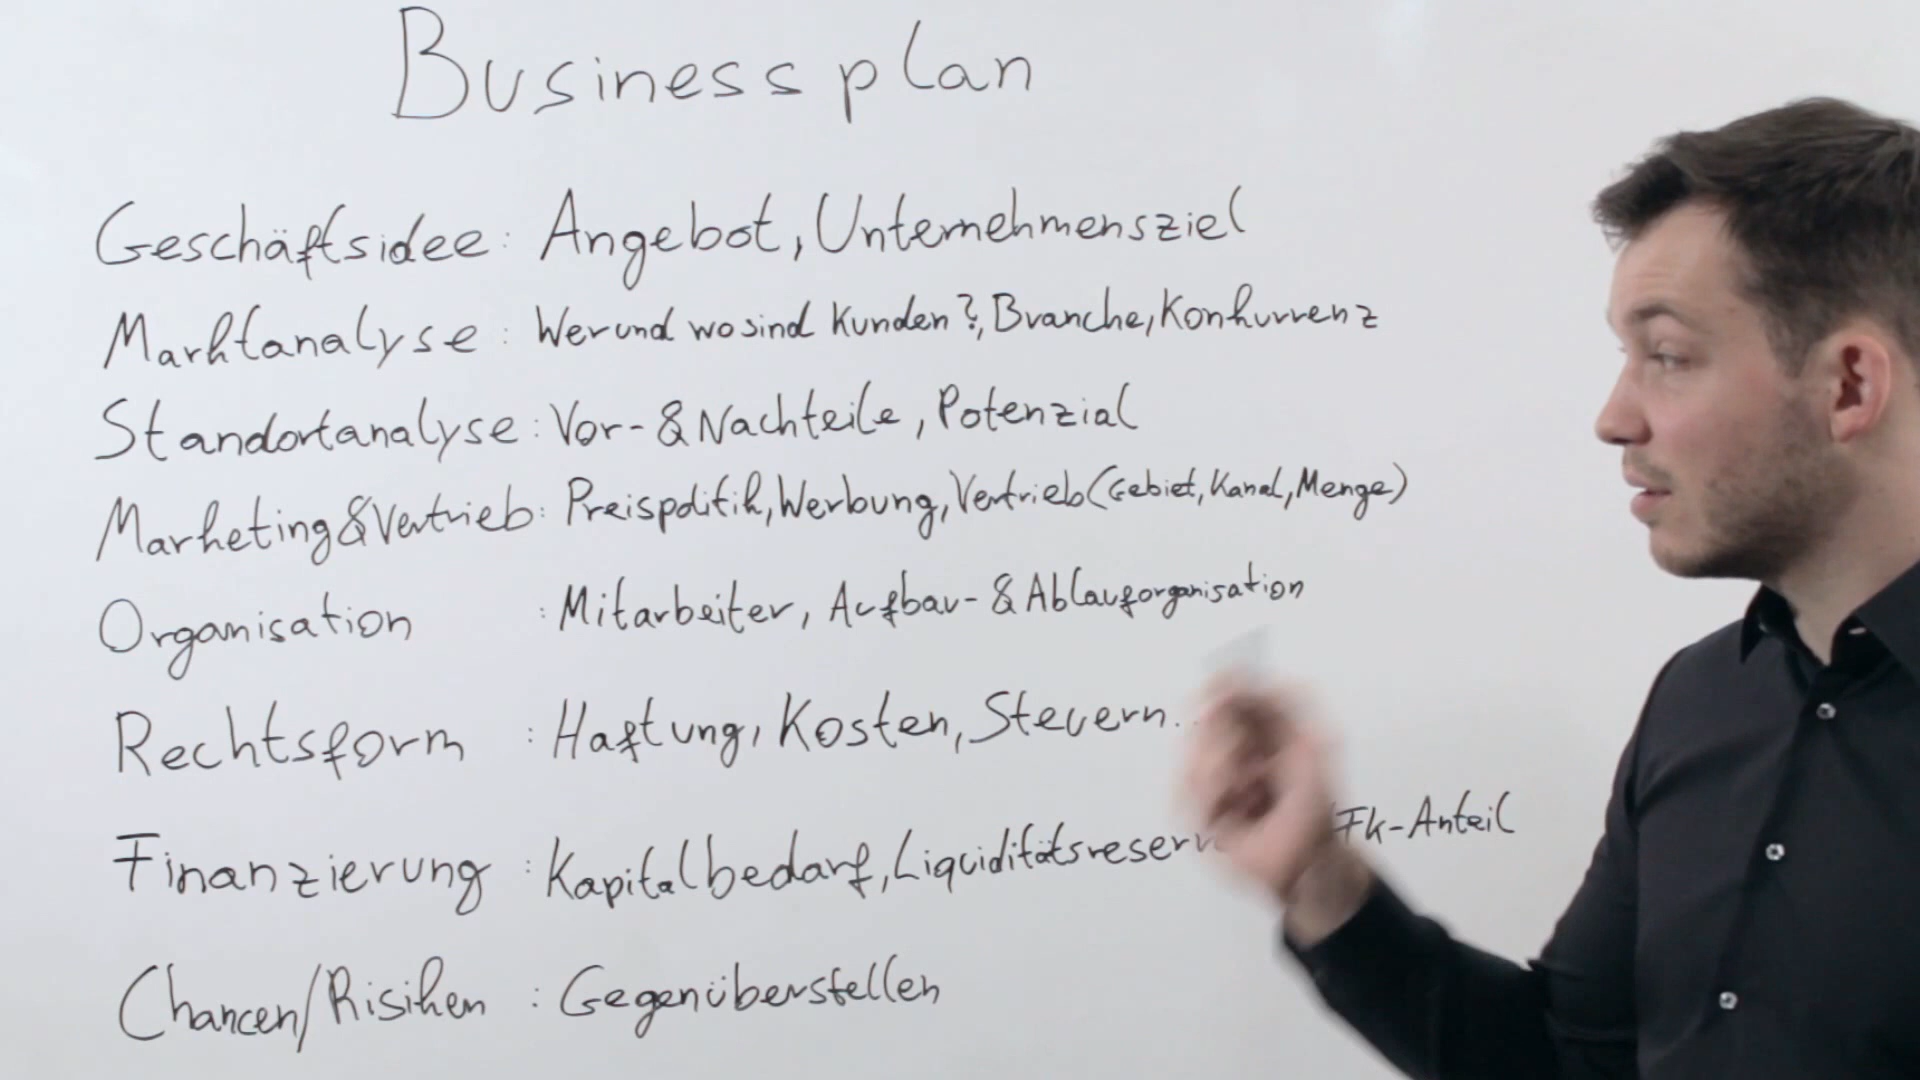 Businessplan
Geschäftsidee: Angebot, Unternehmensziel
Marktanalyse: Wer und wo sind Kunden?, Branche, Konkurrenz
Standortanalyse: Vor- & Nachteile, Potenzial
Marketing & Vertrieb: Preispolitik, Werbung, Vertrieb (Gebiet, Kanal, Menge)
Organisation : Mitarbeiter, Aufbau- & Ablauforganisation
Rechtsform : Haftung, Kosten, Steuern..
Finanzierung : Kapitalbedarf, Liquiditätsreserv FK-Anteil
Chancen/Risiken : Gegenüberstellen